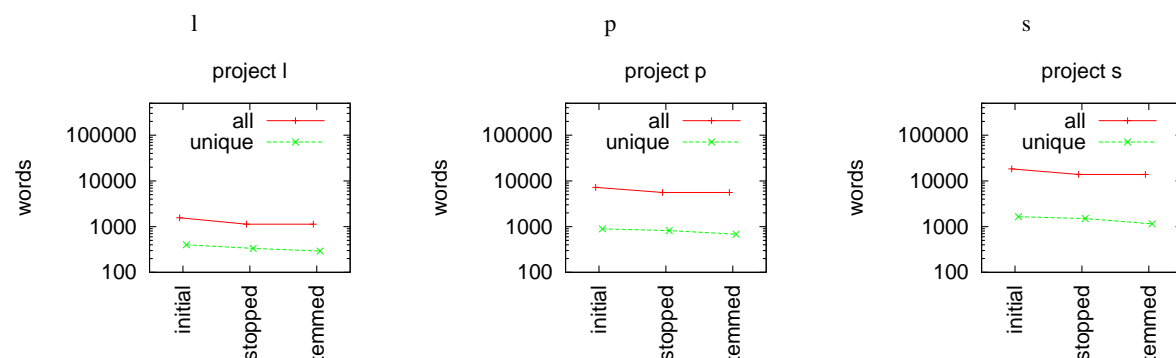 l
p
s
project l
all
unique
100000
10000
1000
100
words
initial
stopped
project p
all
unique
100000
10000
1000
100
words
initial
stopped
project s
all
unique
100000
10000
1000
100
words
initial
stopped